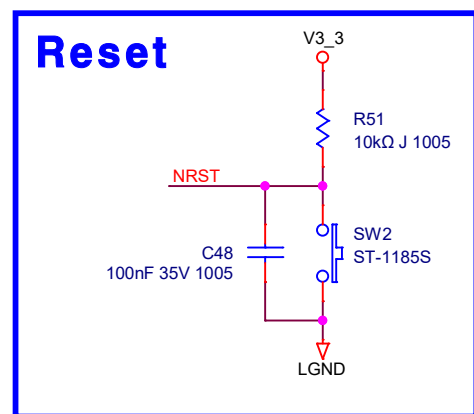 Reset
V3_3
R51
10kΩ J 1005
NRST
C48
100nF 35V 1005
SW2
ST-1185S
LGND